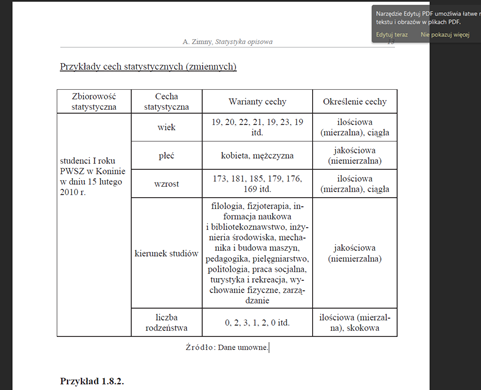 Narzędzie Edytuj PDF umożliwia łatwe
tekstu i obrazów w plikach PDF.
Edytuj teraz Nie pokazuj więcej
A. Zimny, Statystyka opisowa
Przykłady cech statystycznych (zmiennych)
Zbiorowość
statystyczna
Cecha
statystyczna
Warianty cechy
Określenie cechy
studenci I roku
PWSZ w Koninie
w dniu 15 lutego
2010 r.
wiek
19, 20, 22, 21, 19, 23, 19
itd.
ilościowa
(mierzalna), ciągła
płeć
kobieta, mężczyzna
jakościowa
(niemierzalna)
wzrost
173, 181, 185, 179, 176,
169 itd.
ilościowa
(mierzalna), ciągła
kierunek studiów
filologia, fizjoterapia, in-
formacja naukowa
i bibliotekoznawstwo, inży-
nieria środowiska, mecha-
nika i budowa maszyn,
pedagogika, pielęgniarstwo,
politologia, praca socjalna,
turystyka i rekreacja, wy-
chowanie fizyczne, zarzą-
dzanie
jakościowa
(niemierzalna)
liczba
rodzeństwa
0, 2, 3, 1, 2, 0 itd.
ilościowa (mierzal-
na), skokowa
Źródło: Dane umowne.
Przykład 1.8.2.